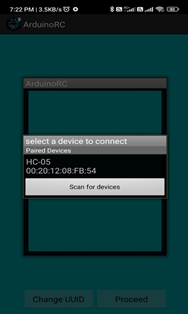 7:22 PM | 3.5KB/s
ArduinoRC
ArduinoRC
select a device to connect
Paired Devices
HC-05
00:20:12:08:FB:54
Scan for devices
Change UUID
Proceed